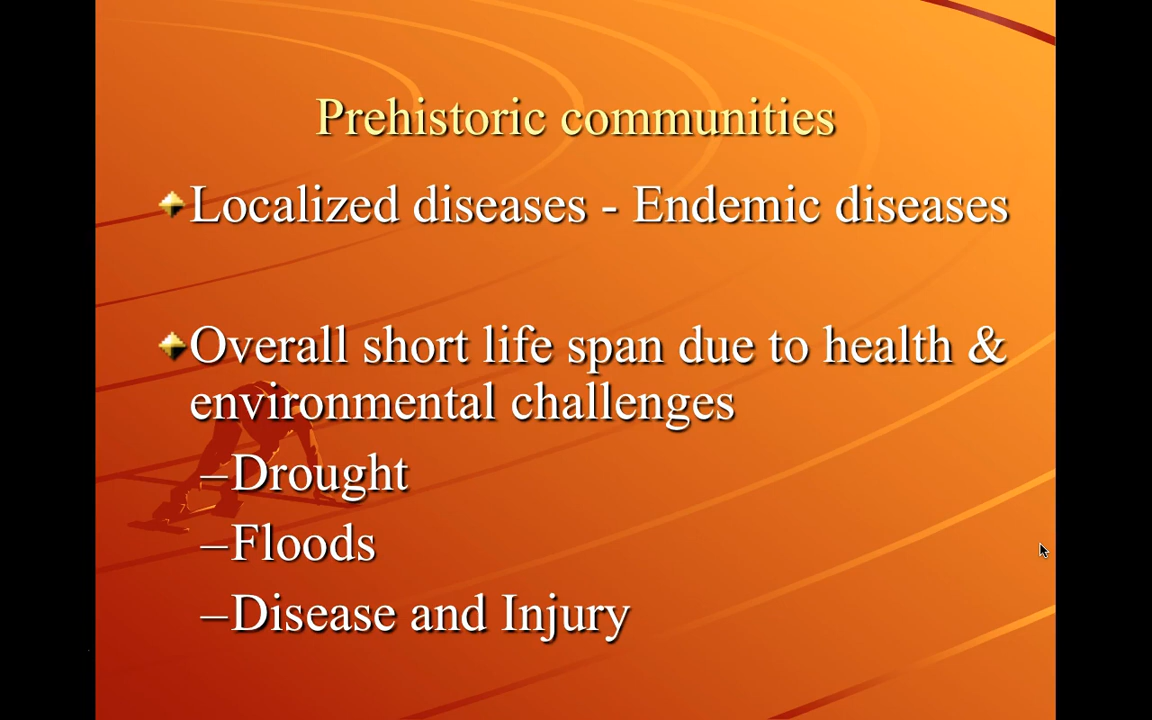 Prehistoric communities
Localized diseases - Endemic diseases
Overall short life span due to health &
environmental challenges
–Drought
–Floods
–Disease and Injury